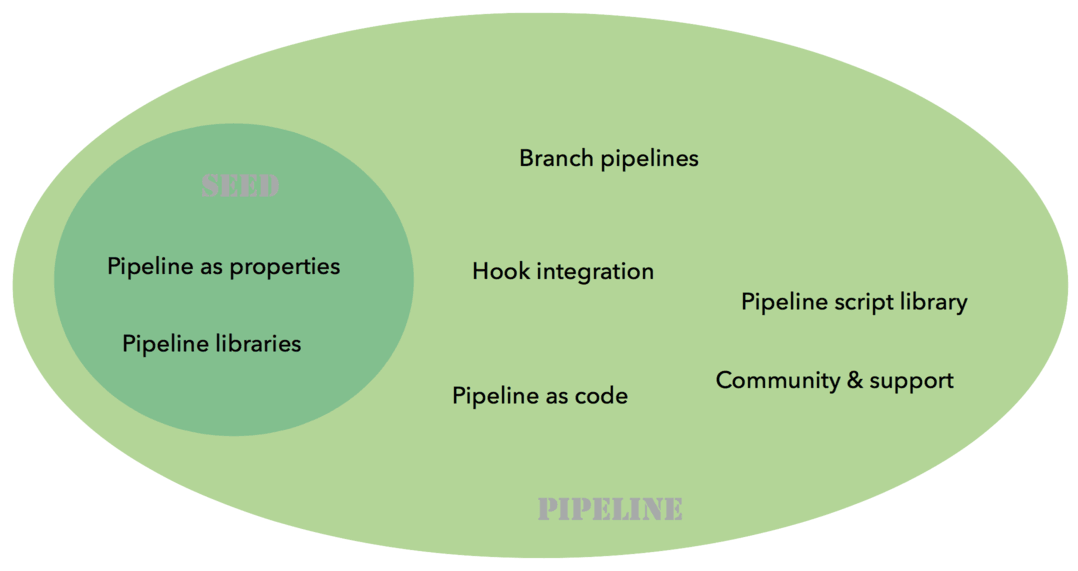 SEED
Pipeline as properties
Pipeline libraries
Branch pipelines
Hook integration
Pipeline as code
Pipeline script library
Community & support
PIPELINE